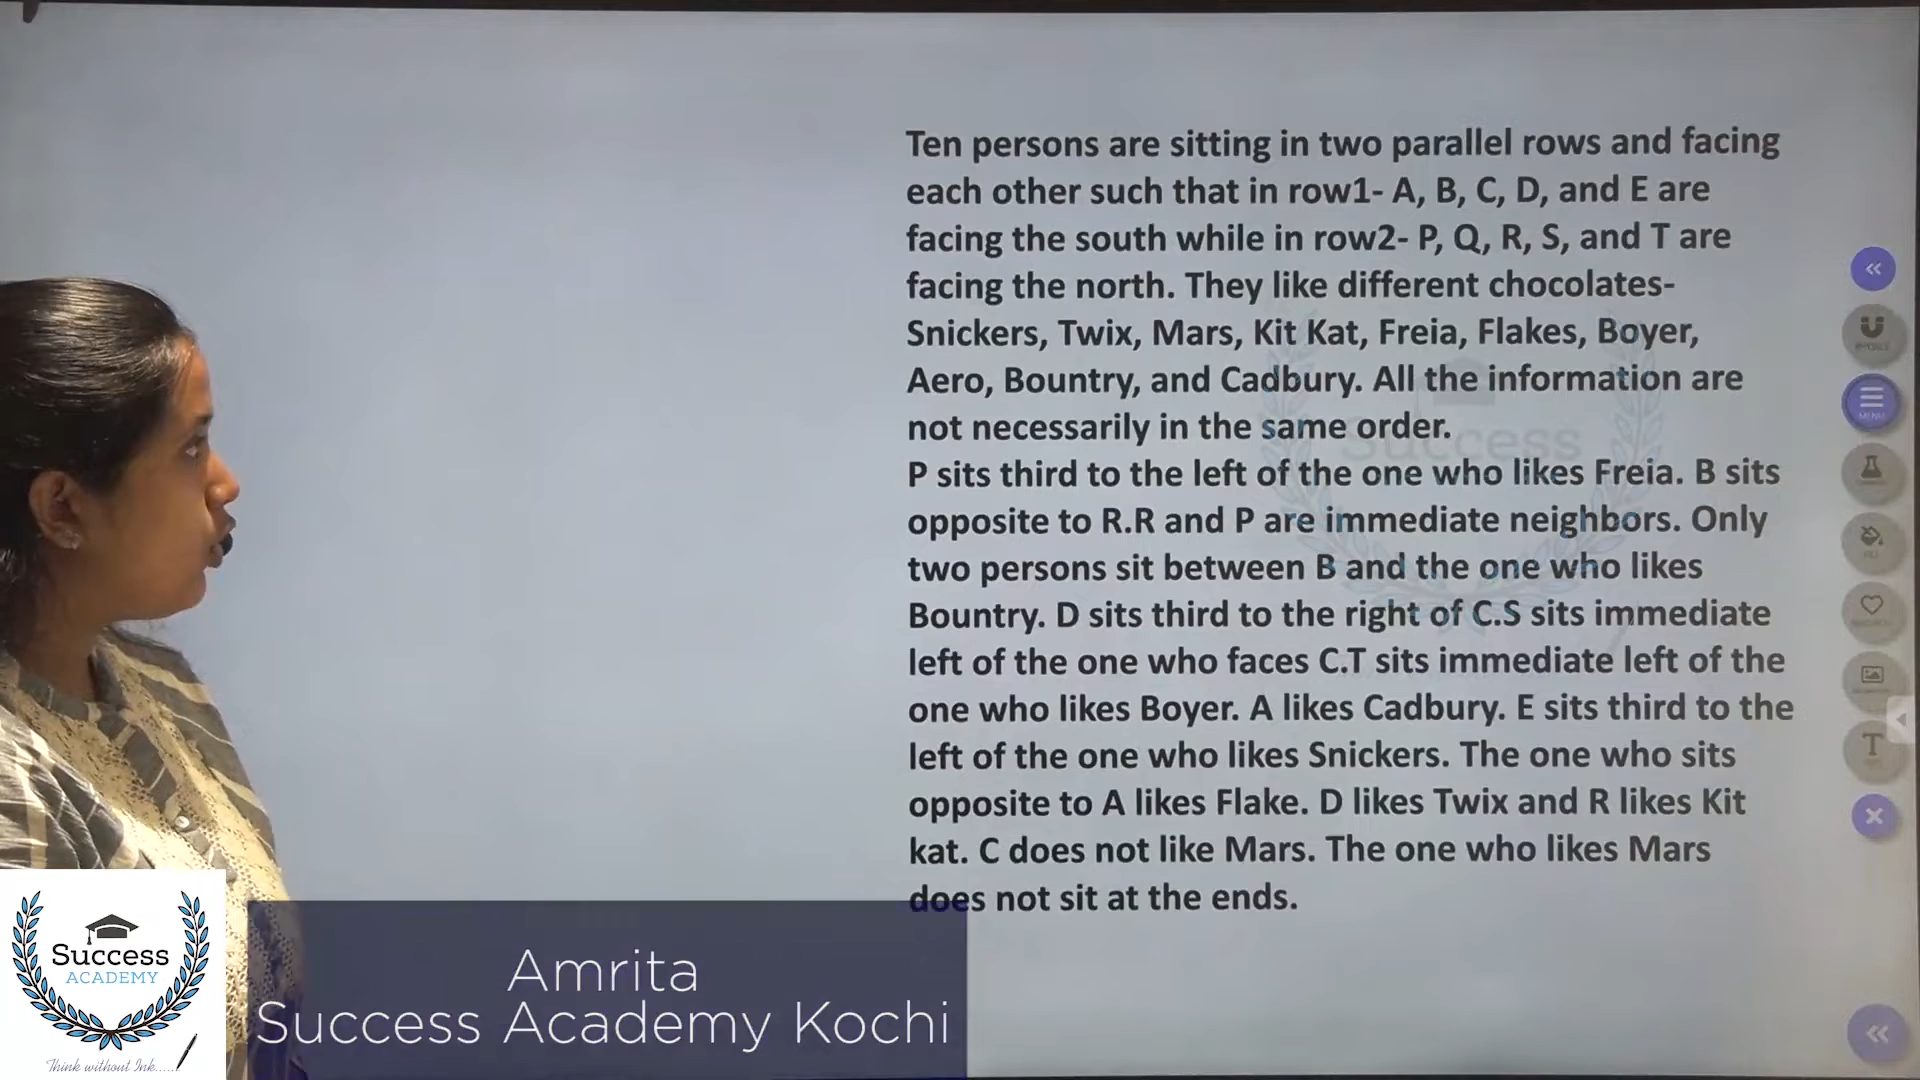 Ten persons are sitting in two parallel rows and facing
each other such that in row1- A, B, C, D, and E are
facing the south while in row2- P, Q, R, S, and T are
facing the north. They like different chocolates-
Snickers, Twix, Mars, Kit Kat, Freia, Flakes, Boyer,
Aero, Bountry, and Cadbury. All the information are
not necessarily in the same order.
P sits third to the left of the one who likes Freia. B sits
opposite to R.R and P are immediate neighbors. Only
two persons sit between B and the one who likes
Bountry. D sits third to the right of C.S sits immediate
left of the one who faces C.T sits immediate left of the
one who likes Boyer. A likes Cadbury. E sits third to the
left of the one who likes Snickers. The one who sits
opposite to A likes Flake. D likes Twix and R likes Kit
kat. C does not like Mars. The one who likes Mars
does not sit at the ends.
Success
MENU
Success
ACADEMY
Think without Ink.....
Amrita
Success Academy Kochi